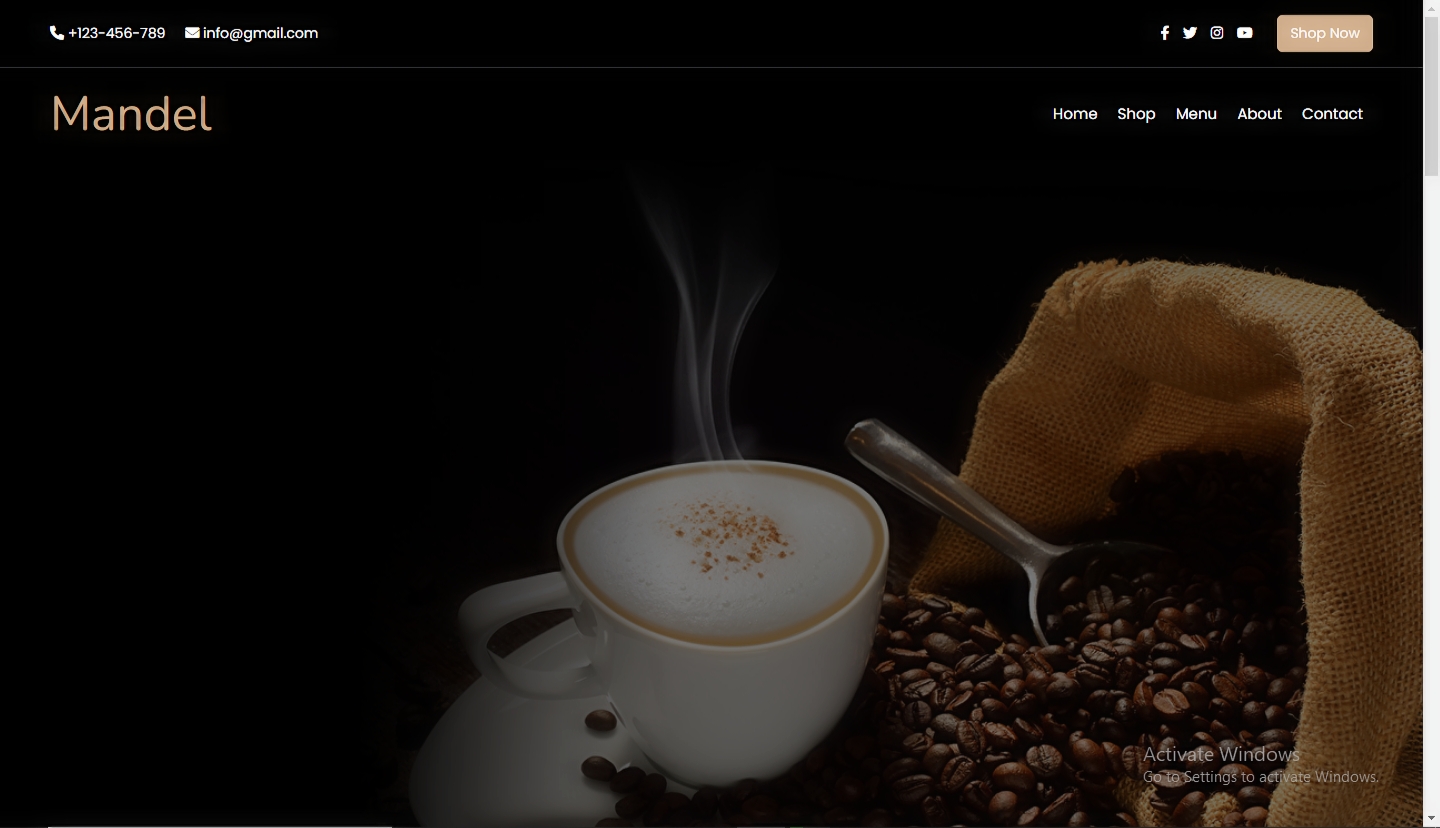 +123-456-789 info@gmail.com Shop Now
Mandel Home Shop Menu About Contact
Activate Windows
Go to Settings to activate Windows.